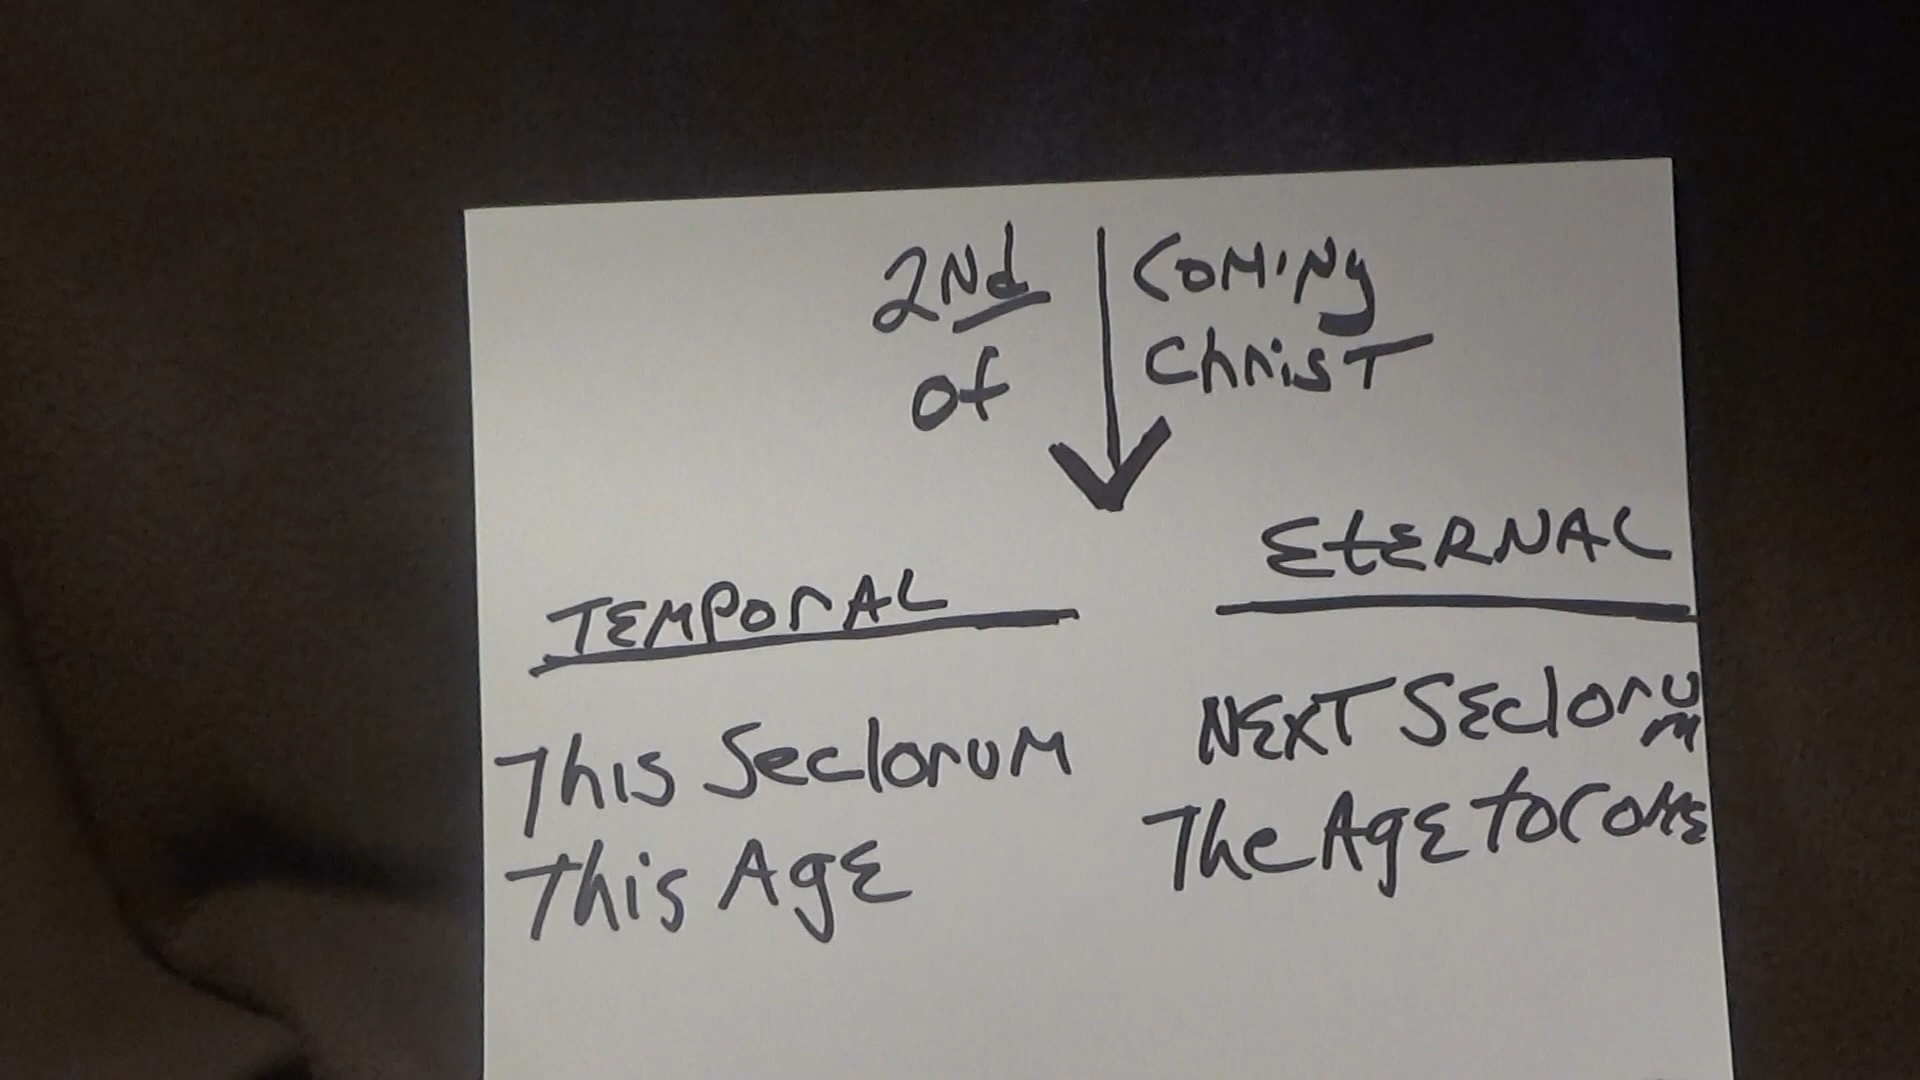 2Nd COMiNg
of ChrisT
TEMPOrAL
EtERNAL
This Seclorum
NEXT SEclorum
This AgE
The AgE to come